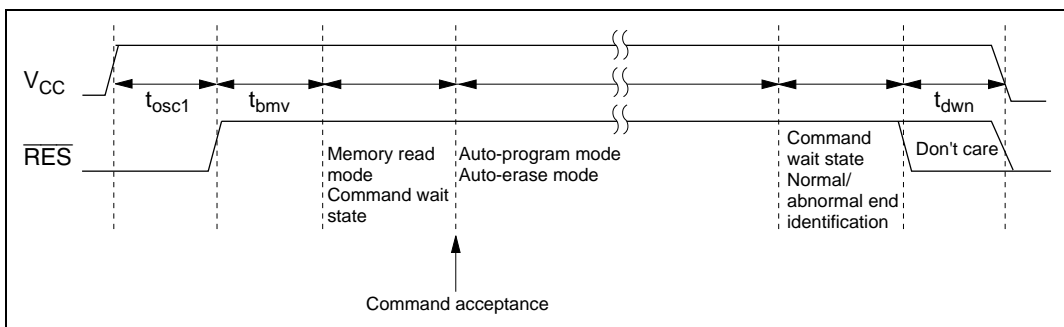 VCC
tosc1
tbmv
tdwn
RES
Memory read
mode
Command wait
state
Auto-program mode
Auto-erase mode
Command
wait state
Normal/
abnormal end
identification
Don't care
Command acceptance